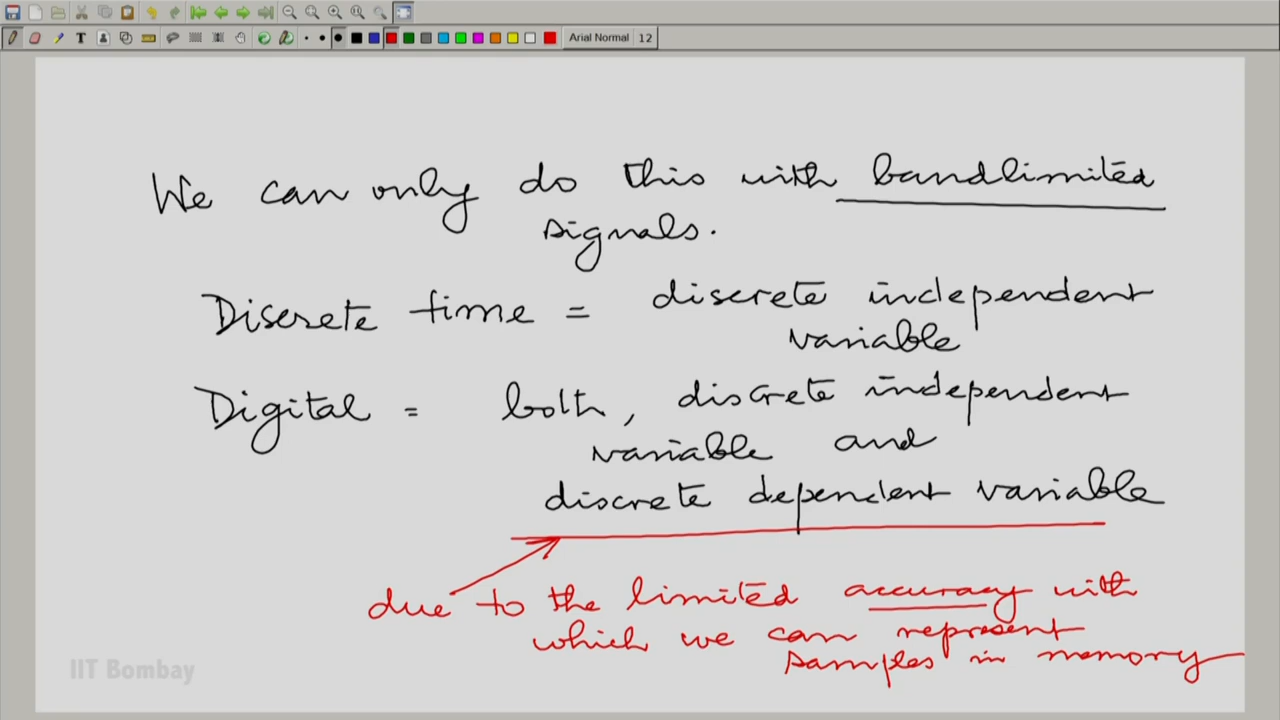 Arial Normal 12
We can only do this with bandlimited
signals.
Discrete time = discrete independent
variable
Digital = both, discrete independent
variable and
discrete dependent variable
due to the limited accuracy with
which we can represent
samples in memory
IIT Bombay